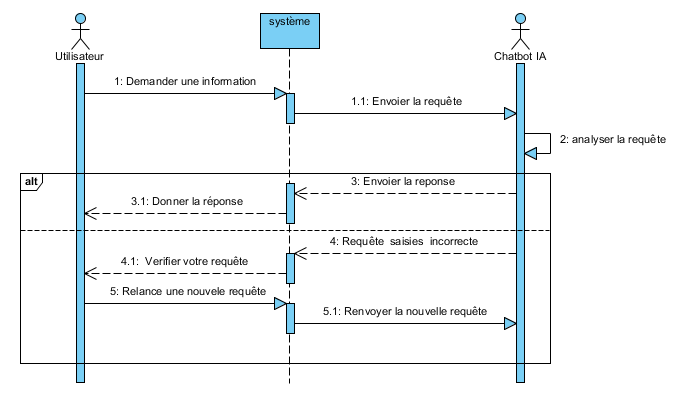 système
Utilisateur
Chatbot IA
1: Demander une information
1.1: Envoier la requête
2: analyser la requête
alt
3: Envoier la reponse
3.1: Donner la réponse
4: Requête saisies incorrecte
4.1: Verifier votre requête
5: Relance une nouvele requête
5.1: Renvoyer la nouvelle requête